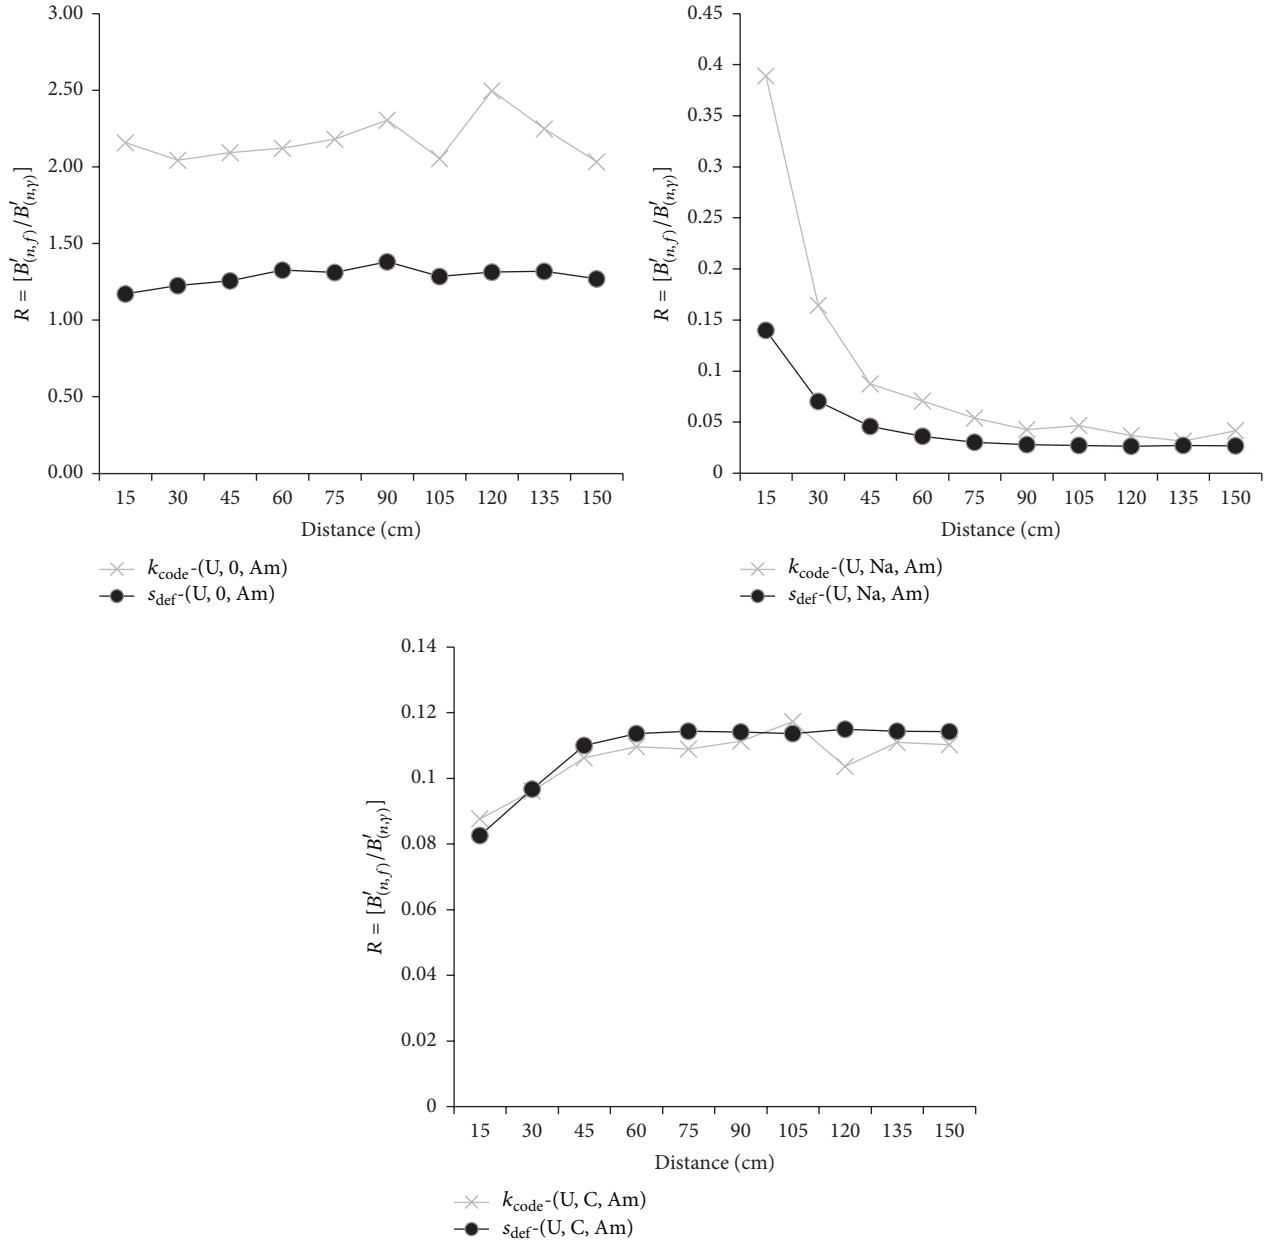 3.00
2.50
2.00
1.50
1.00
0.50
0.00
R = [B′(n,f)/B′(n,γ)]
15 30 45 60 75 90 105 120 135 150
Distance (cm)
kcode-(U, 0, Am)
sdef-(U, 0, Am)
0.45
0.4
0.35
0.3
0.25
0.2
0.15
0.1
0.05
0
R = [B′(n,f)/B′(n,γ)]
15 30 45 60 75 90 105 120 135 150
Distance (cm)
kcode-(U, Na, Am)
sdef-(U, Na, Am)
0.14
0.12
0.1
0.08
0.06
0.04
0.02
0
R = [B′(n,f)/B′(n,γ)]
15 30 45 60 75 90 105 120 135 150
Distance (cm)
kcode-(U, C, Am)
sdef-(U, C, Am)